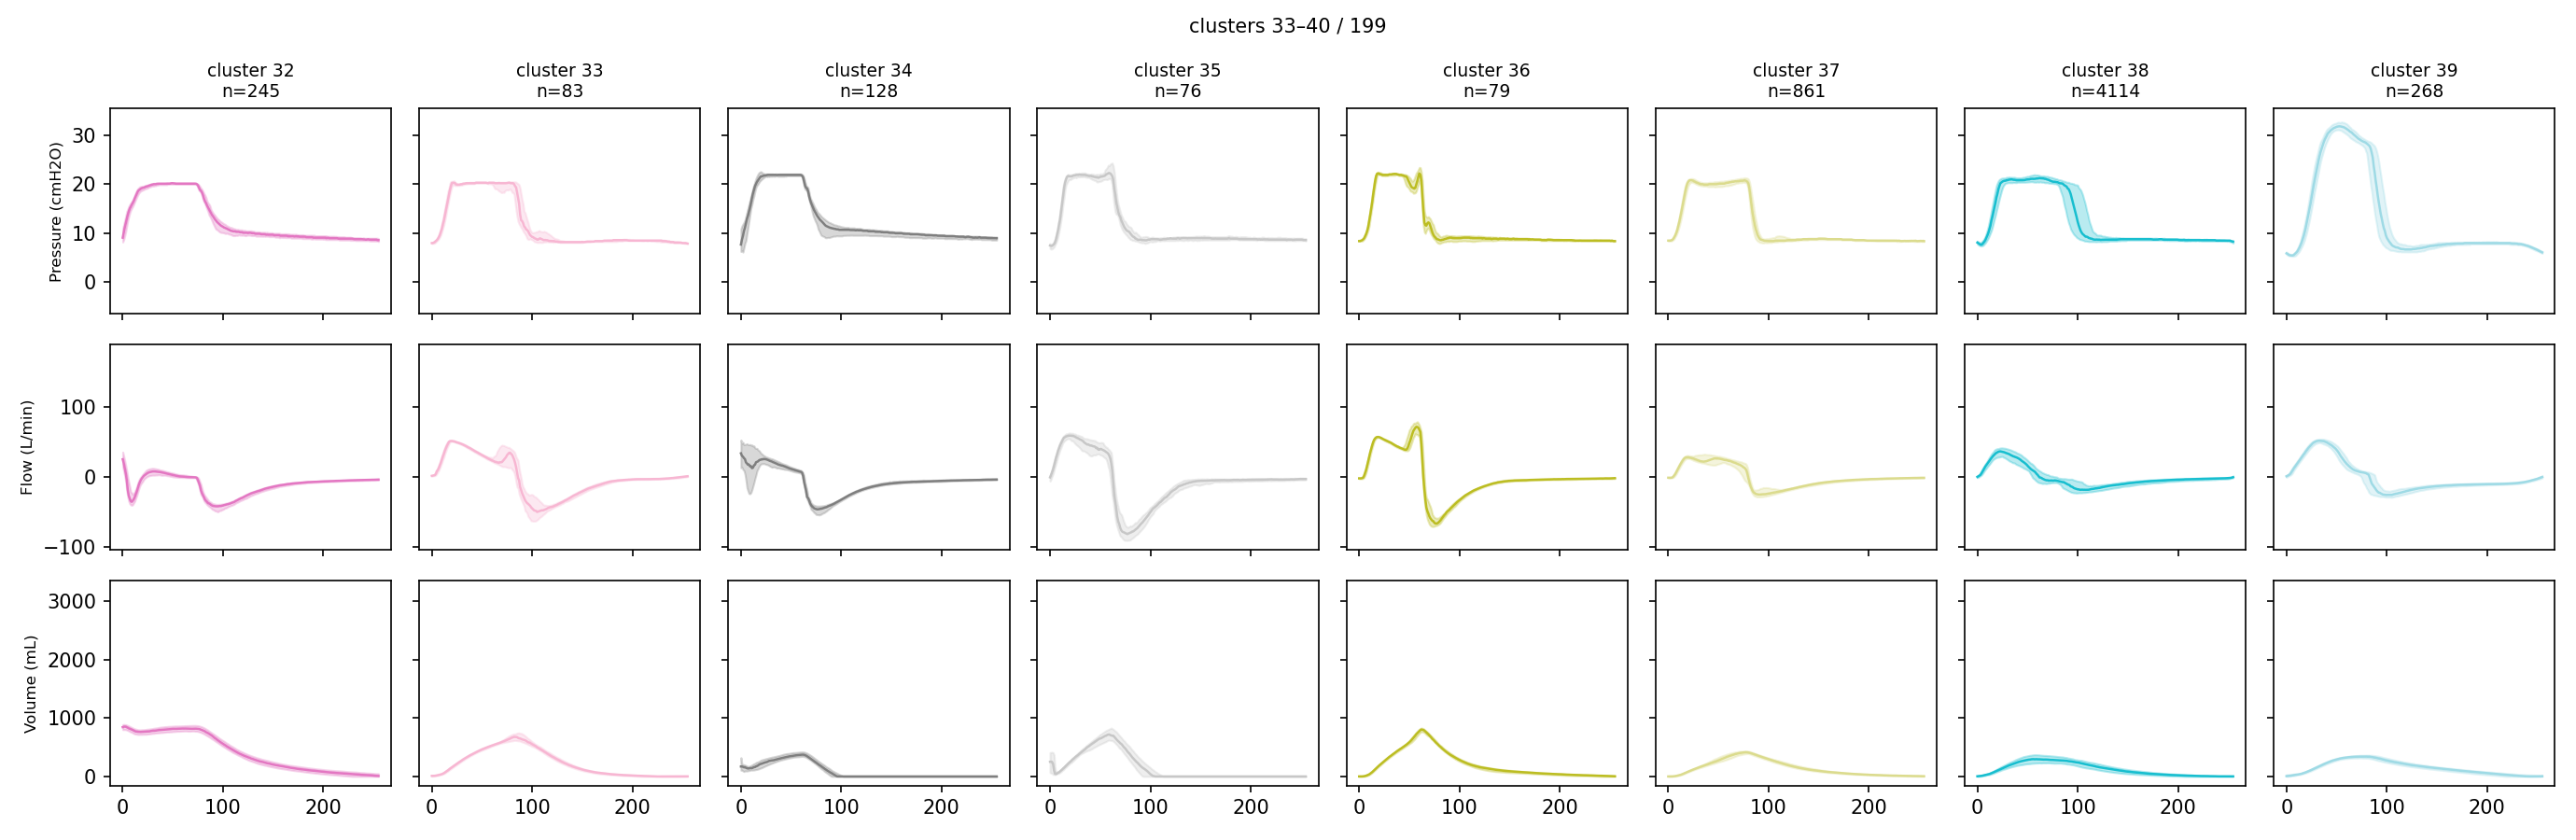 clusters 33–40 / 199
cluster 32
n=245
cluster 33
n=83
cluster 34
n=128
cluster 35
n=76
cluster 36
n=79
cluster 37
n=861
cluster 38
n=4114
cluster 39
n=268
Pressure (cmH2O)
30
20
10
0
Flow (L/min)
100
0
−100
Volume (mL)
3000
2000
1000
0
0 100 200
0 100 200
0 100 200
0 100 200
0 100 200
0 100 200
0 100 200
0 100 200